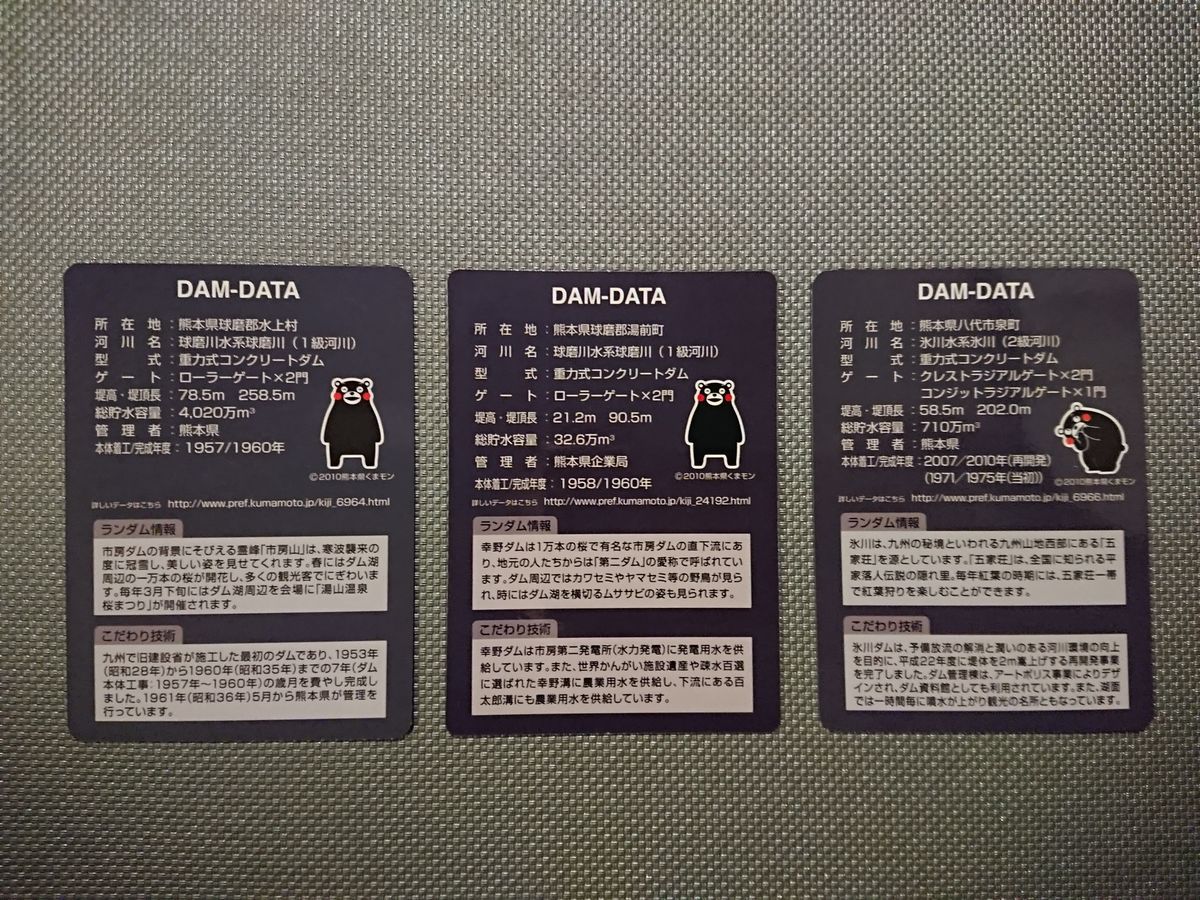 DAM-DATA
所在地：熊本県球磨郡水上村
河川名：球磨川水系球磨川（1級河川）
型式：重力式コンクリートダム
ゲート：ローラーゲート×2門
堤高・堤頂長：78.5m 258.5m
総貯水容量：4,020万m³
管理者：熊本県
本体着工/完成年度：1957/1960年
©2010熊本県くまモン
詳しいデータはこちら http://www.pref.kumamoto.jp/kiji_6964.html
ランダム情報
市房ダムの背景にそびえる霊峰「市房山」は、寒波襲来の
度に冠雪し、美しい姿を見せてくれます。春にはダム湖
周辺の一万本の桜が開花し、多くの観光客でにぎわいま
す。毎年3月下旬にはダム湖周辺を会場に「湯山温泉
桜まつり」が開催されます。
こだわり技術
九州で旧建設省が施工した最初のダムであり、1953年
（昭和28年）から1960年（昭和35年）までの7年（ダム
本体工事：1957年～1960年）の歳月を費やし完成し
ました。1961年（昭和36年）5月から熊本県が管理を
行っています。
DAM-DATA
所在地：熊本県球磨郡湯前町
河川名：球磨川水系球磨川（1級河川）
型式：重力式コンクリートダム
ゲート：ローラーゲート×2門
堤高・堤頂長：21.2m 90.5m
総貯水容量：32.6万m³
管理者：熊本県企業局
本体着工/完成年度：1958/1960年
©2010熊本県くまモン
詳しいデータはこちら http://www.pref.kumamoto.jp/kiji_24192.html
ランダム情報
幸野ダムは1万本の桜で有名な市房ダムの直下流にあ
り、地元の人たちからは「第二ダム」の愛称で呼ばれてい
ます。ダム周辺ではカワセミやヤマセミ等の野鳥が見ら
れ、時にはダム湖を横切るムササビの姿も見られます。
こだわり技術
幸野ダムは市房第二発電所（水力発電）に発電用水を供
給しています。また、世界かんがい施設遺産や疎水百選
に選ばれた幸野溝に農業用水を供給し、下流にある百
太郎溝にも農業用水を供給しています。
DAM-DATA
所在地：熊本県八代市泉町
河川名：氷川水系氷川（2級河川）
型式：重力式コンクリートダム
ゲート：クレストラジアルゲート×2門
コンジットラジアルゲート×1門
堤高・堤頂長：58.5m 202.0m
総貯水容量：710万m³
管理者：熊本県
本体着工/完成年度：2007/2010年（再開発）
（1971/1975年（当初））
©2010熊本県くまモン
詳しいデータはこちら http://www.pref.kumamoto.jp/kiji_6966.html
ランダム情報
氷川は、九州の秘境といわれる九州山地西部にある「五
家荘」を源としています。「五家荘」は、全国に知られる平
家落人伝説の隠れ里。毎年紅葉の時期には、五家荘一帯
で紅葉狩りを楽しむことができます。
こだわり技術
氷川ダムは、予備放流の解消と潤いのある河川環境の向上
を目的に、平成22年度に堤体を2m嵩上げする再開発事業
を完了しました。ダム管理棟は、アートポリス事業によりデザ
インされ、ダム資料館としても利用されています。また、湖面
では一時間毎に噴水が上がり観光の名所ともなっています。